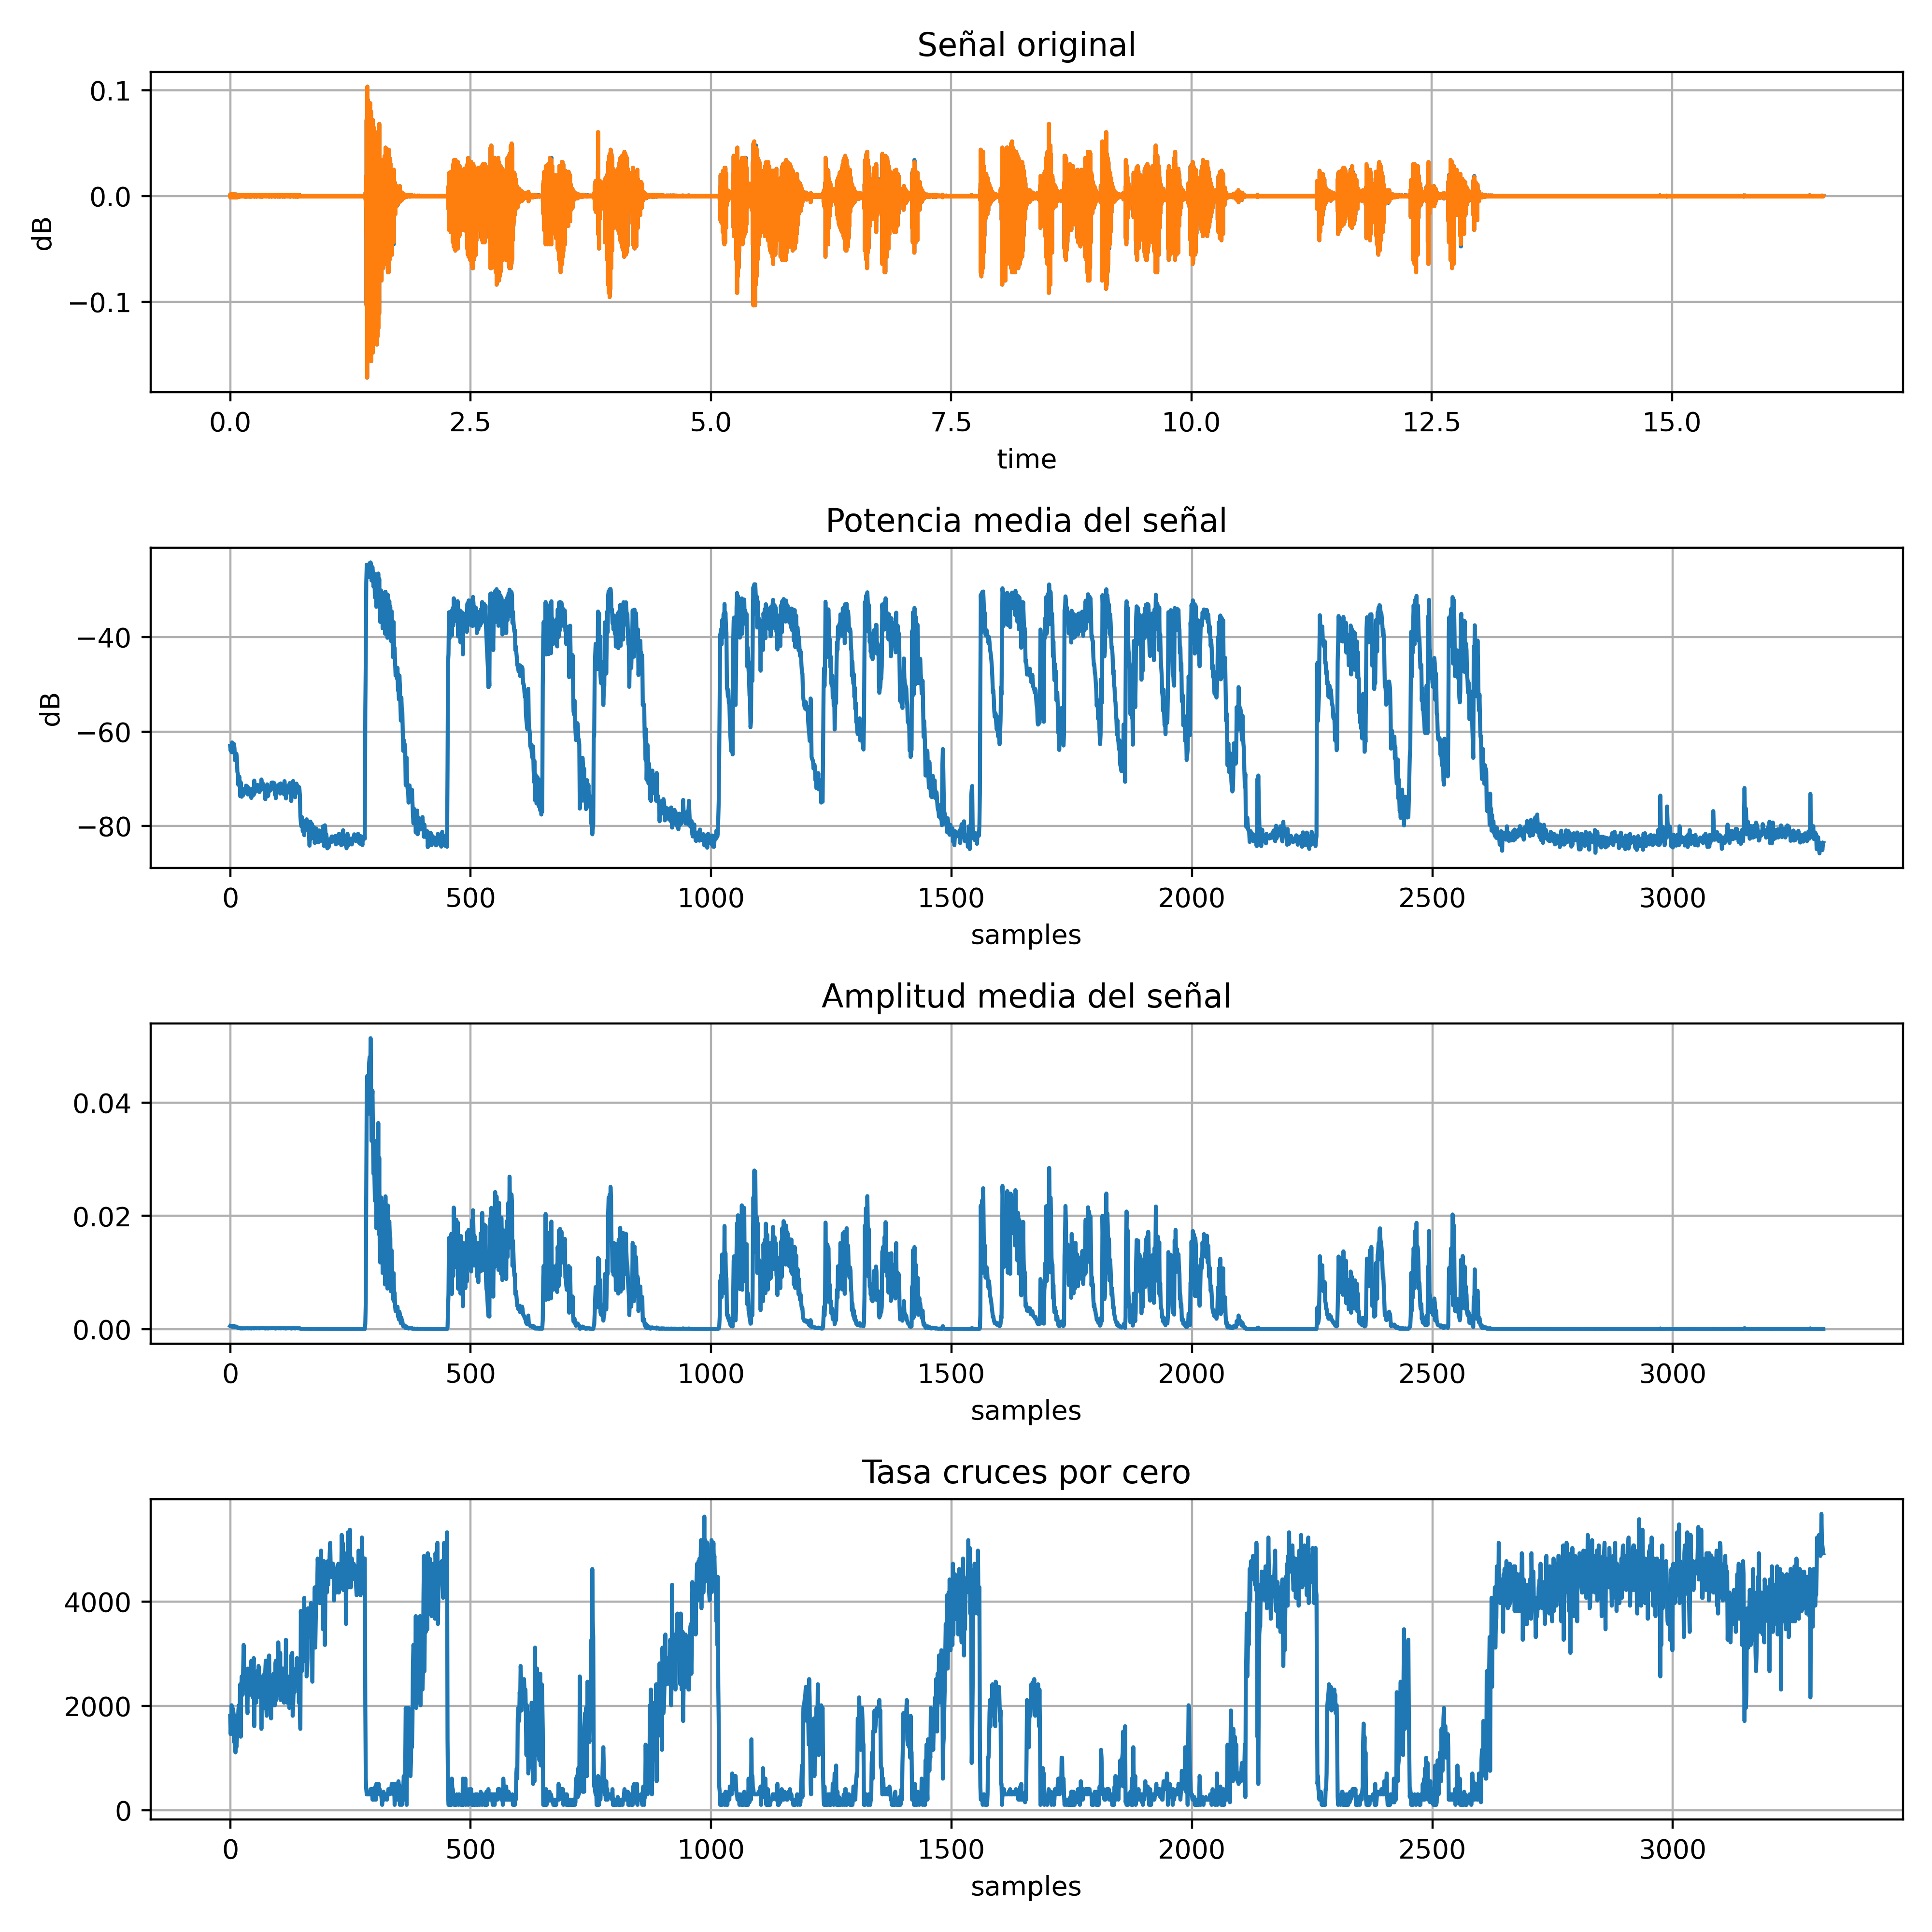 Señal original
0.1
0.0
−0.1
dB
0.0 2.5 5.0 7.5 10.0 12.5 15.0
time
Potencia media del señal
−40
−60
−80
dB
0 500 1000 1500 2000 2500 3000
samples
Amplitud media del señal
0.04
0.02
0.00
0 500 1000 1500 2000 2500 3000
samples
Tasa cruces por cero
4000
2000
0
0 500 1000 1500 2000 2500 3000
samples